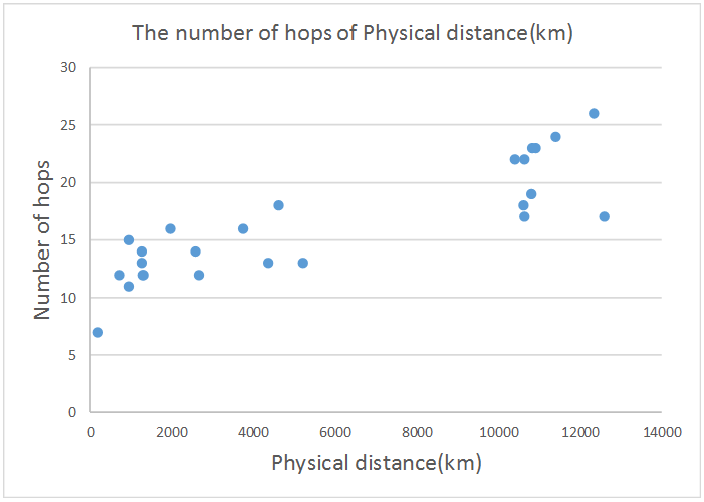 The number of hops of Physical distance(km)
30
25
20
15
10
5
0
0 2000 4000 6000 8000 10000 12000 14000
Number of hops
Physical distance(km)